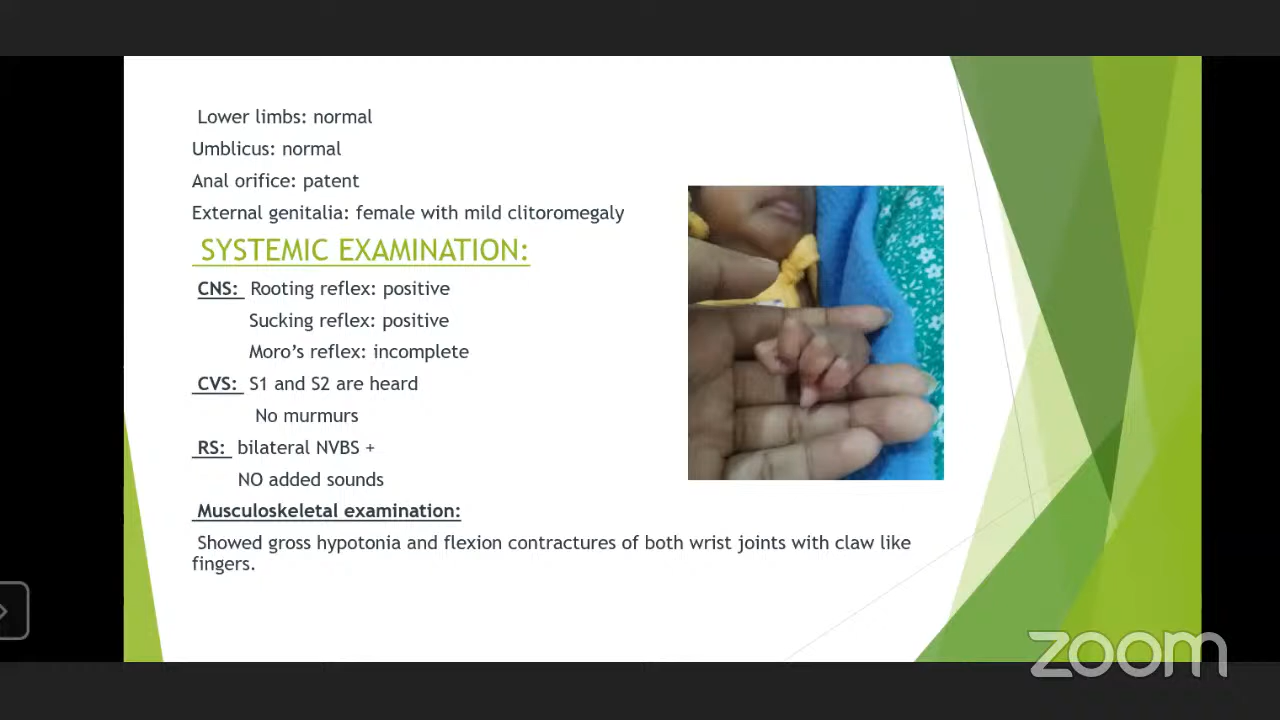 Lower limbs: normal
Umblicus: normal
Anal orifice: patent
External genitalia: female with mild clitoromegaly
SYSTEMIC EXAMINATION:
CNS: Rooting reflex: positive
Sucking reflex: positive
Moro’s reflex: incomplete
CVS: S1 and S2 are heard
No murmurs
RS: bilateral NVBS +
NO added sounds
Musculoskeletal examination:
Showed gross hypotonia and flexion contractures of both wrist joints with claw like
fingers.
zoom